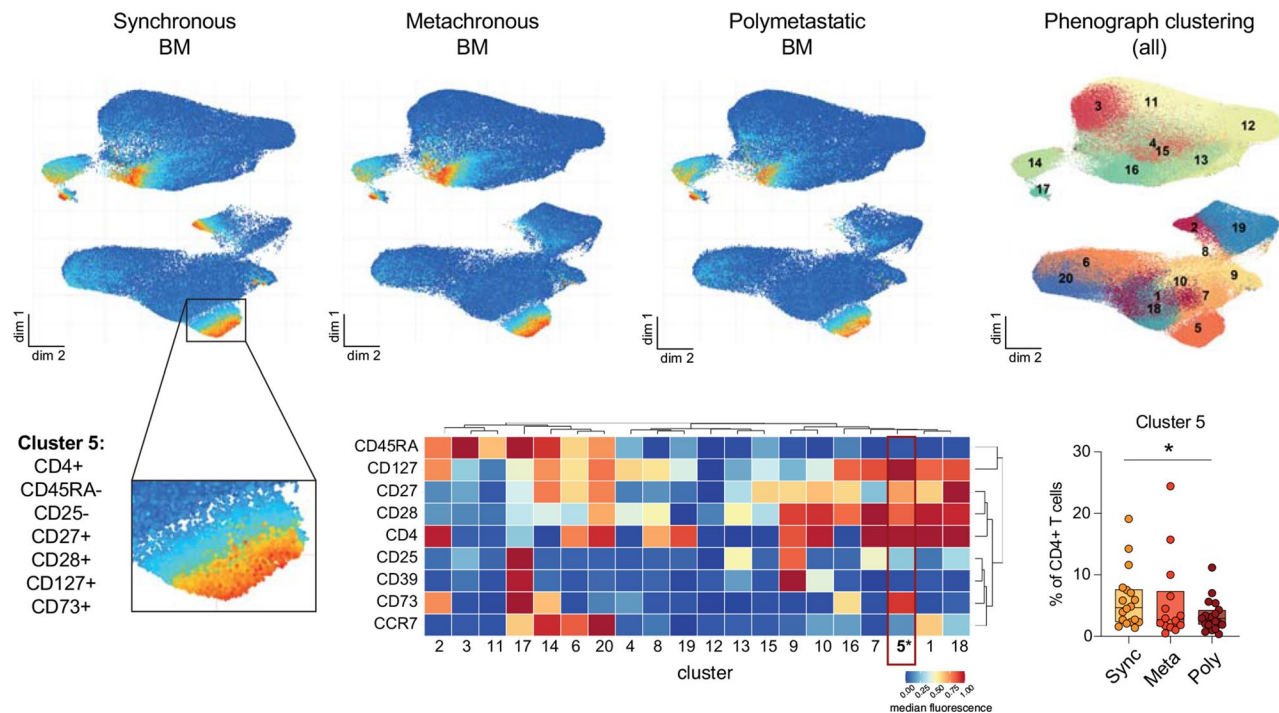 Synchronous
BM
Metachronous
BM
Polymetastatic
BM
Phenograph clustering
(all)
dim 1
dim 2
dim 1
dim 2
dim 1
dim 2
dim 1
dim 2
3
11
12
4
15
14
13
16
17
2
19
8
6
20
10
9
1
7
18
5
Cluster 5:
CD4+
CD45RA-
CD25-
CD27+
CD28+
CD127+
CD73+
CD45RA
CD127
CD27
CD28
CD4
CD25
CD39
CD73
CCR7
2 3 11 17 14 6 20 4 8 19 12 13 15 9 10 16 7 5* 1 18
cluster
0.00 0.25 0.50 0.75 1.00
median fluorescence
Cluster 5
*
% of CD4+ T cells
30
20
10
0
Sync Meta Poly